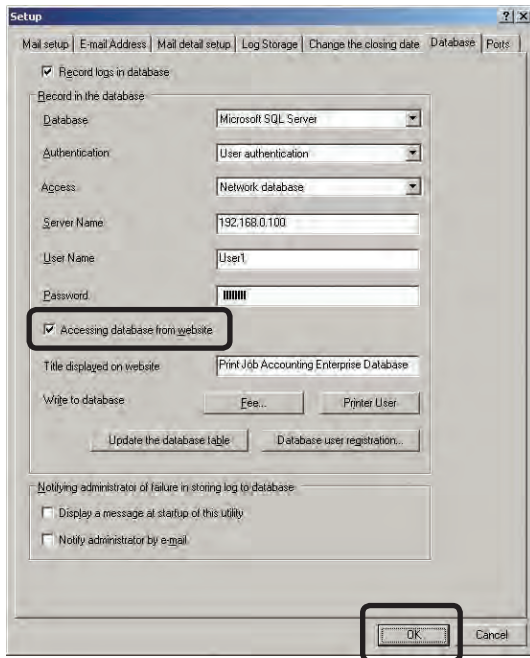 Setup
Mail setup E-mail Address Mail detail setup Log Storage Change the closing date Database Ports
Record logs in database
Record in the database
Database Microsoft SQL Server
Authentication User authentication
Access Network database
Server Name 192.168.0.100
User Name User1
Password
Accessing database from website
Title displayed on website Print Job Accounting Enterprise Database
Write to database Fee... Printer User
Update the database table Database user registration...
Notifying administrator of failure in storing log to database
Display a message at startup of this utility
Notify administrator by e-mail
OK Cancel